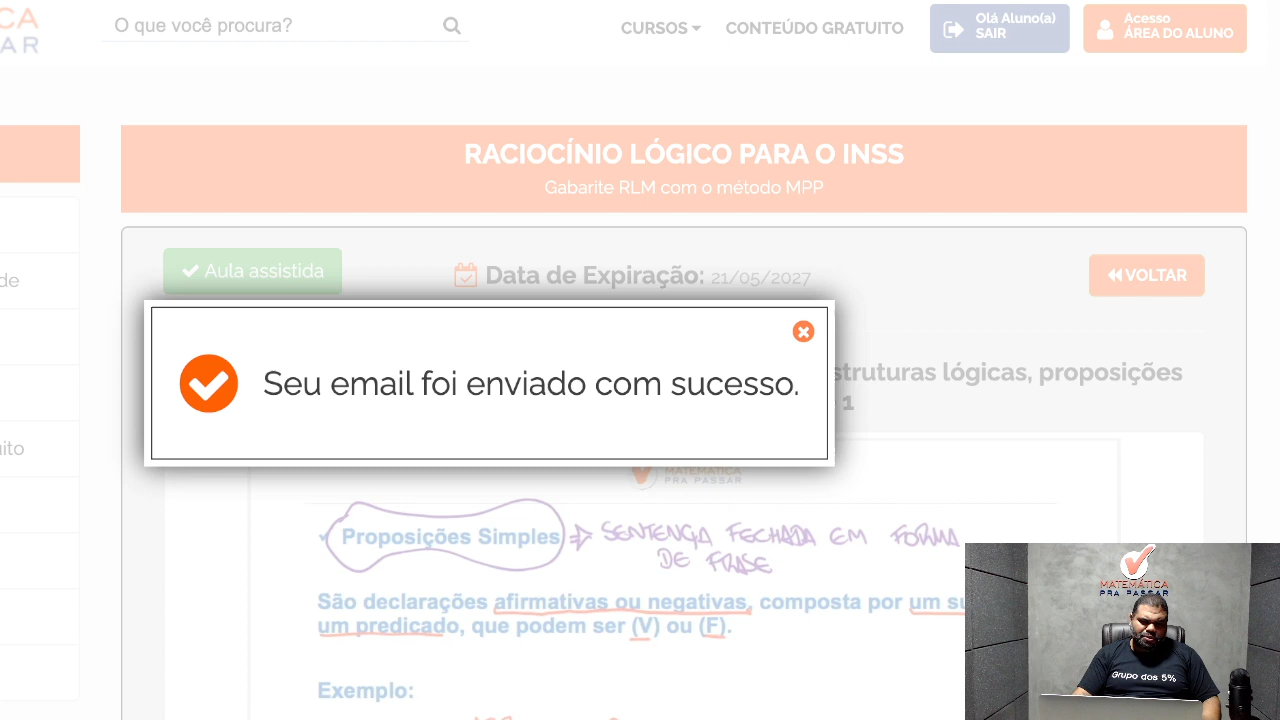 CA
AR
O que você procura?
CURSOS
CONTEÚDO GRATUITO
Olá Aluno(a)
SAIR
Acesso
ÁREA DO ALUNO
RACIOCÍNIO LÓGICO PARA O INSS
Gabarite RLM com o método MPP
de
Aula assistida
Data de Expiração: 21/05/2027
VOLTAR
Seu email foi enviado com sucesso.
struturas lógicas, proposições
1
uito
MATEMÁTICA
PRA PASSAR
Proposições Simples SENTENÇA FECHADA EM FORMA
DE FRASE
São declarações afirmativas ou negativas, composta por um su
um predicado, que podem ser (V) ou (F).
Exemplo:
MATEMÁTICA
PRA PASSAR
Grupo dos 5%